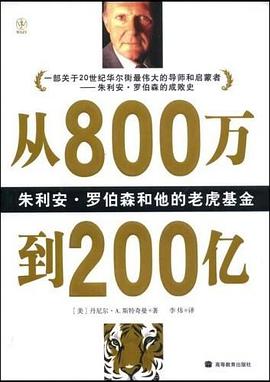 WILEY
一部关于20世纪华尔街最伟大的导师和启蒙者
——朱利安·罗伯森的成败史
从800万
朱利安·罗伯森和他的老虎基金
到200亿
[美] 丹尼尔·A.斯特奇曼·著 李炜·译
高等教育出版社